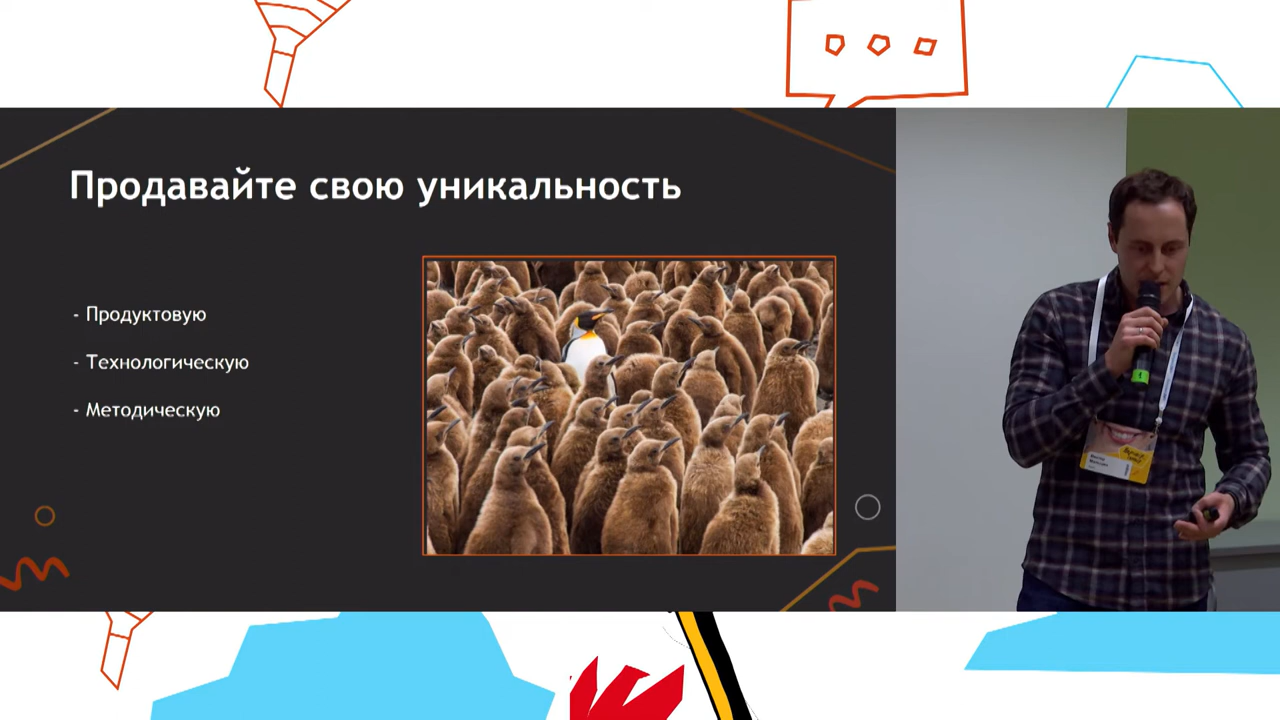 Продавайте свою уникальность
- Продуктовую
- Технологическую
- Методическую